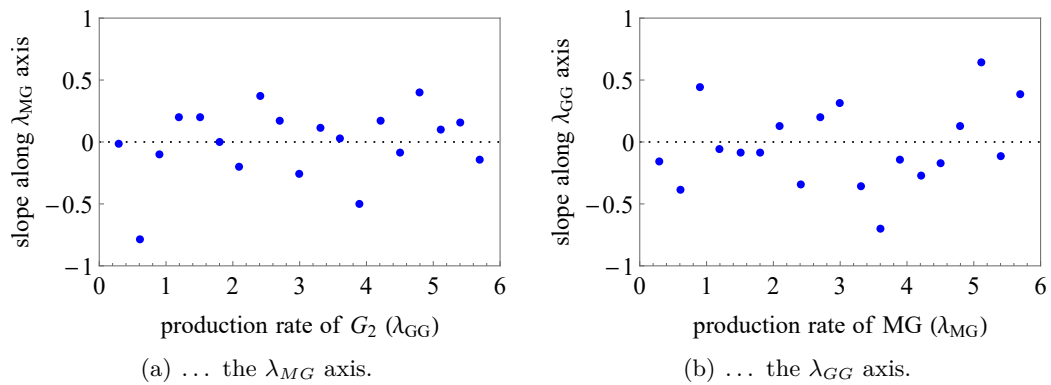 slope along λMG axis
1
0.5
0
−0.5
−1
0 1 2 3 4 5 6
production rate of G2 (λGG)
(a) ... the λMG axis.
slope along λGG axis
1
0.5
0
−0.5
−1
0 1 2 3 4 5 6
production rate of MG (λMG)
(b) ... the λGG axis.